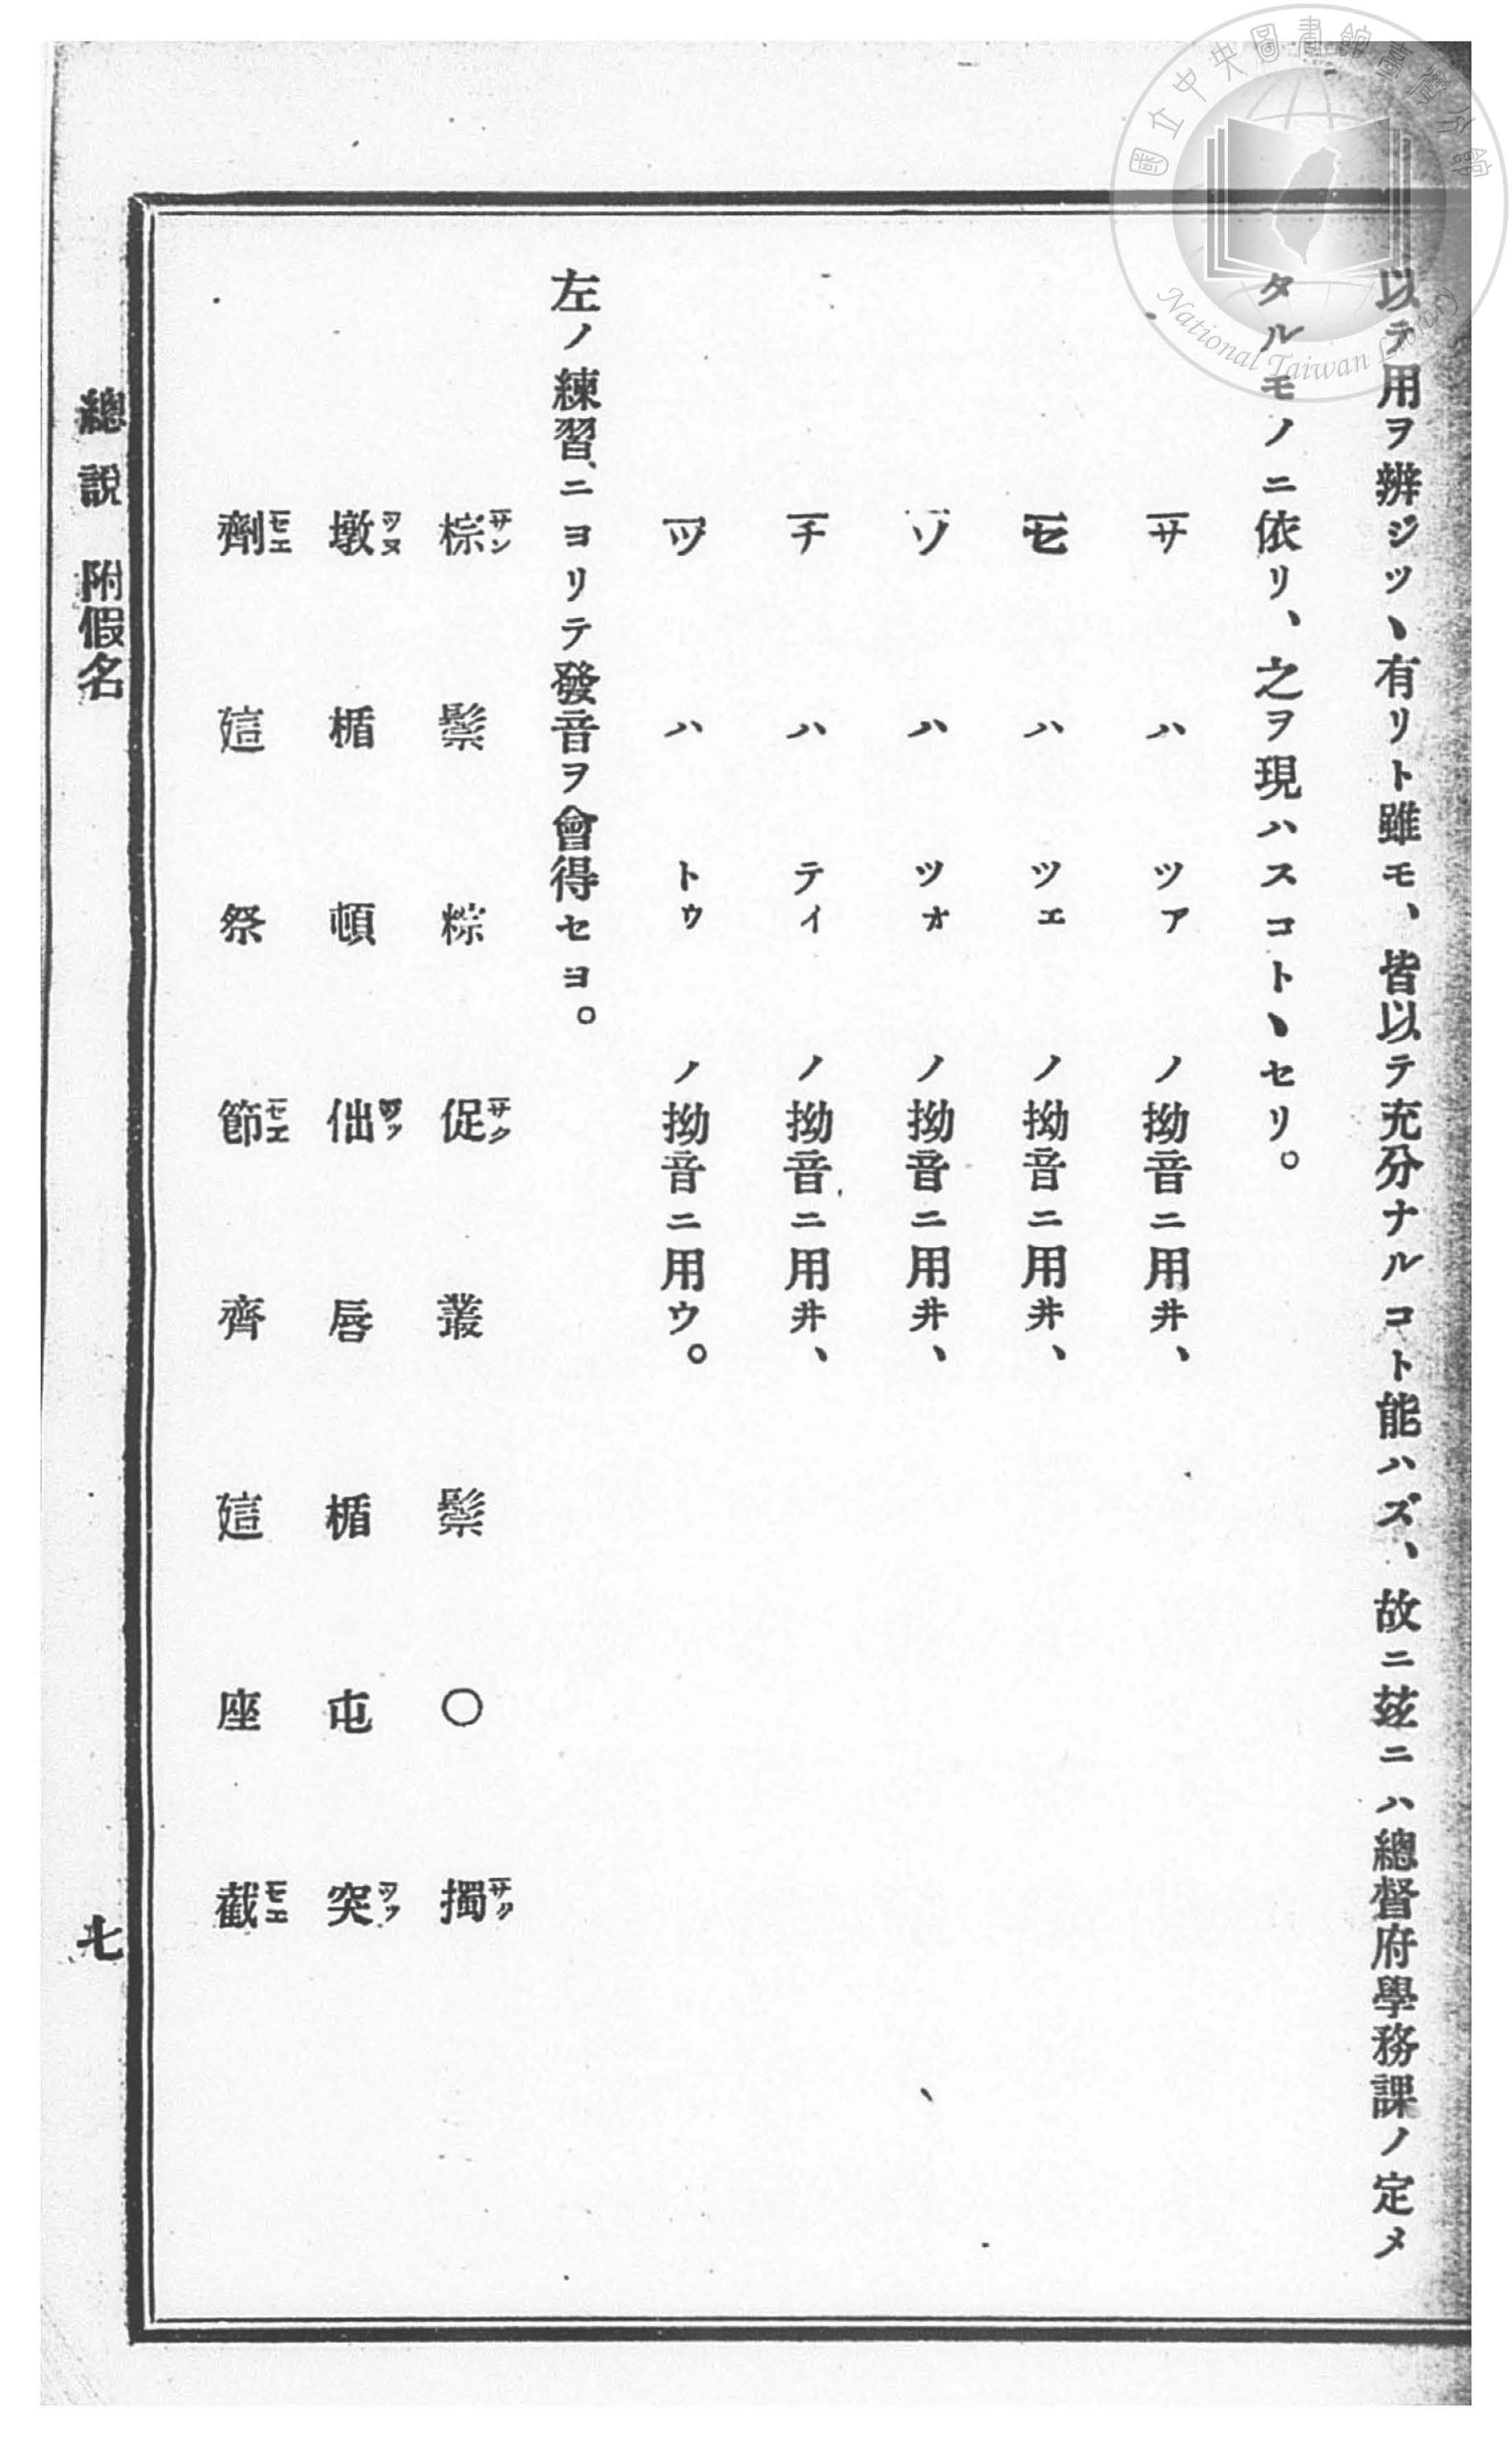 以テ用ヲ辨ジツヽ有リト雖モ、皆以テ充分ナルコト能ハズ、故ニ玆ニハ總督府學務課ノ定メ
タルモノニ依リ、之ヲ現ハスコトヽセリ。
サ̅ ハ ツア ノ拗音ニ用井、
セ̅ ハ ツエ ノ拗音ニ用井、
ソ̅ ハ ツオ ノ拗音ニ用井、
チ̅ ハ テイ ノ拗音ニ用井、
ツ̅ ハ トウ ノ拗音ニ用ウ。
左ノ練習ニヨリテ發音ヲ會得セヨ。
棕サ̅ン 鬃 粽 促サ̅ク 叢 鬃 〇 擉サ̅ク
墩ツ̅ヌ 楯 頓 㑁ツ̅ッ 唇 楯 屯 突ツ̅ッ
劑セ̅エ 這 祭 節セ̅エ 齊 這 座 截セ̅エ
總說 附假名
七
國立中央圖書館臺灣分館
National Taiwan Library